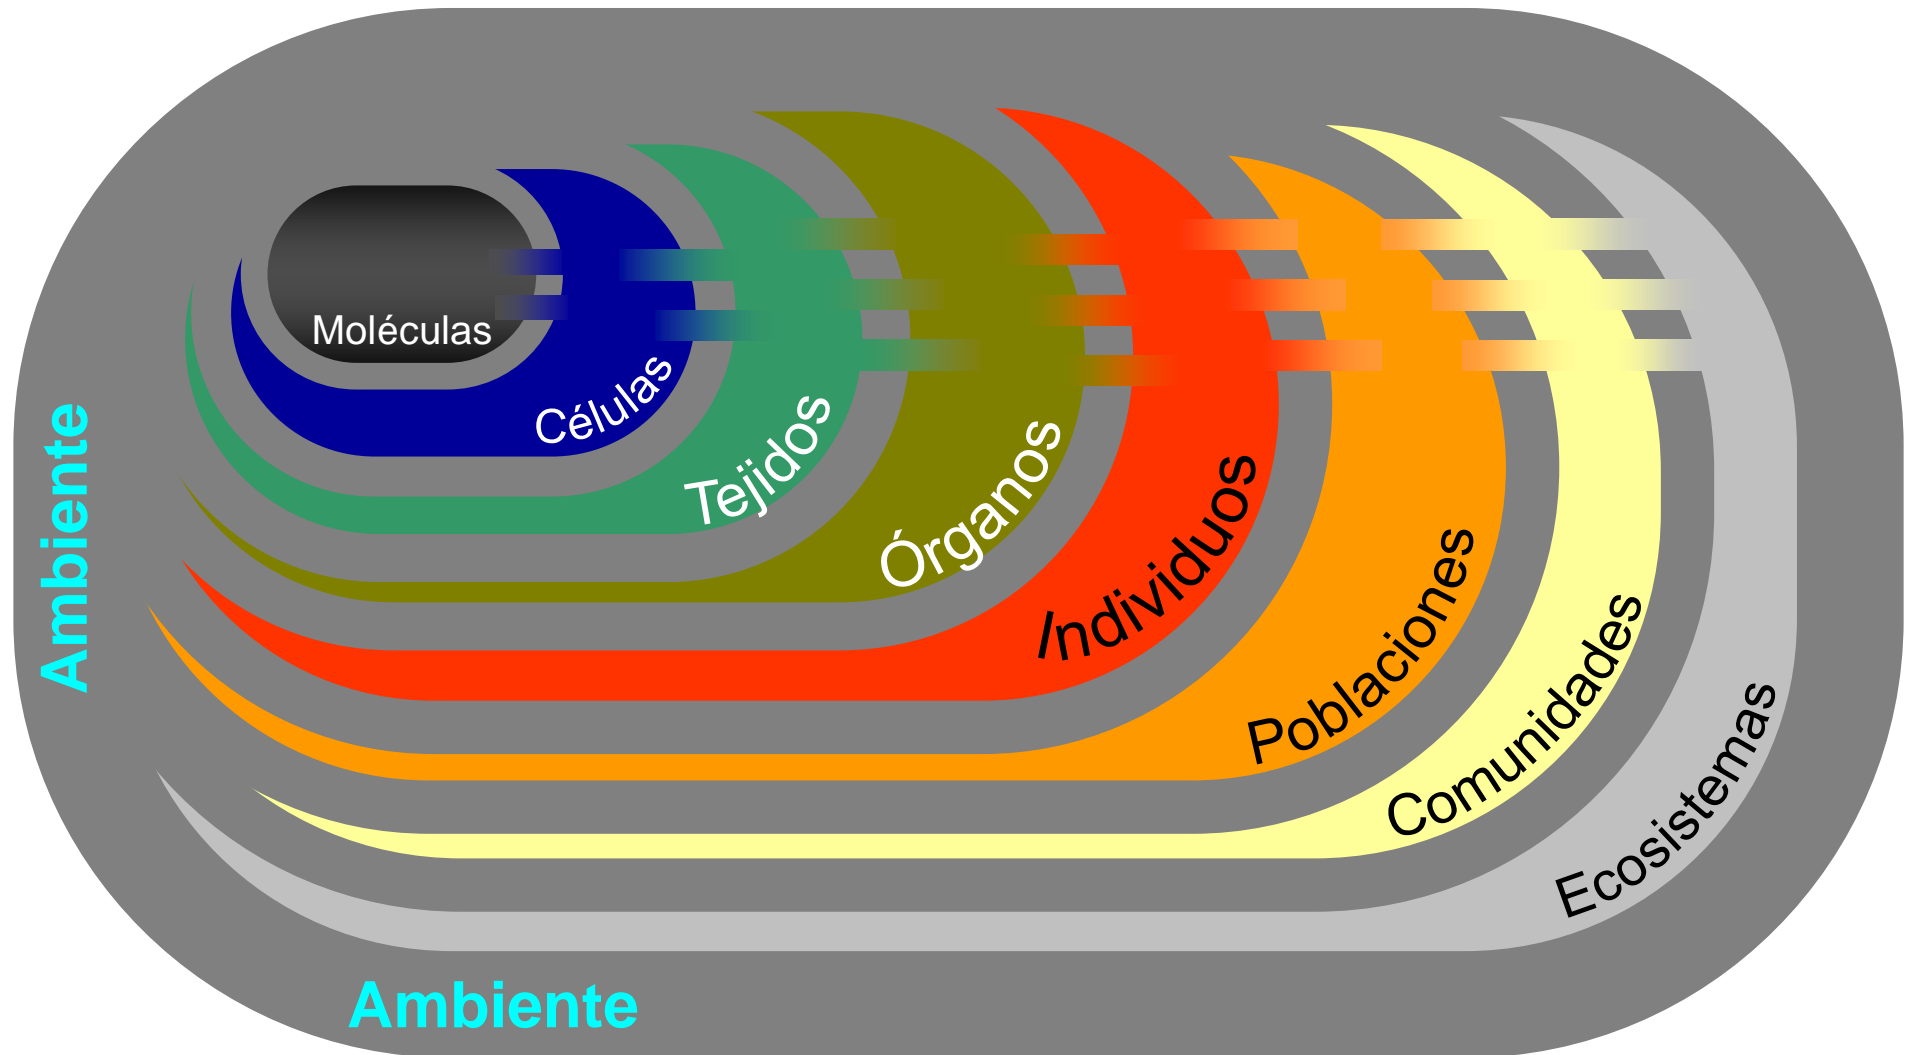 Moléculas
Células
Tejidos
Órganos
Individuos
Poblaciones
Comunidades
Ecosistemas
Ambiente
Ambiente